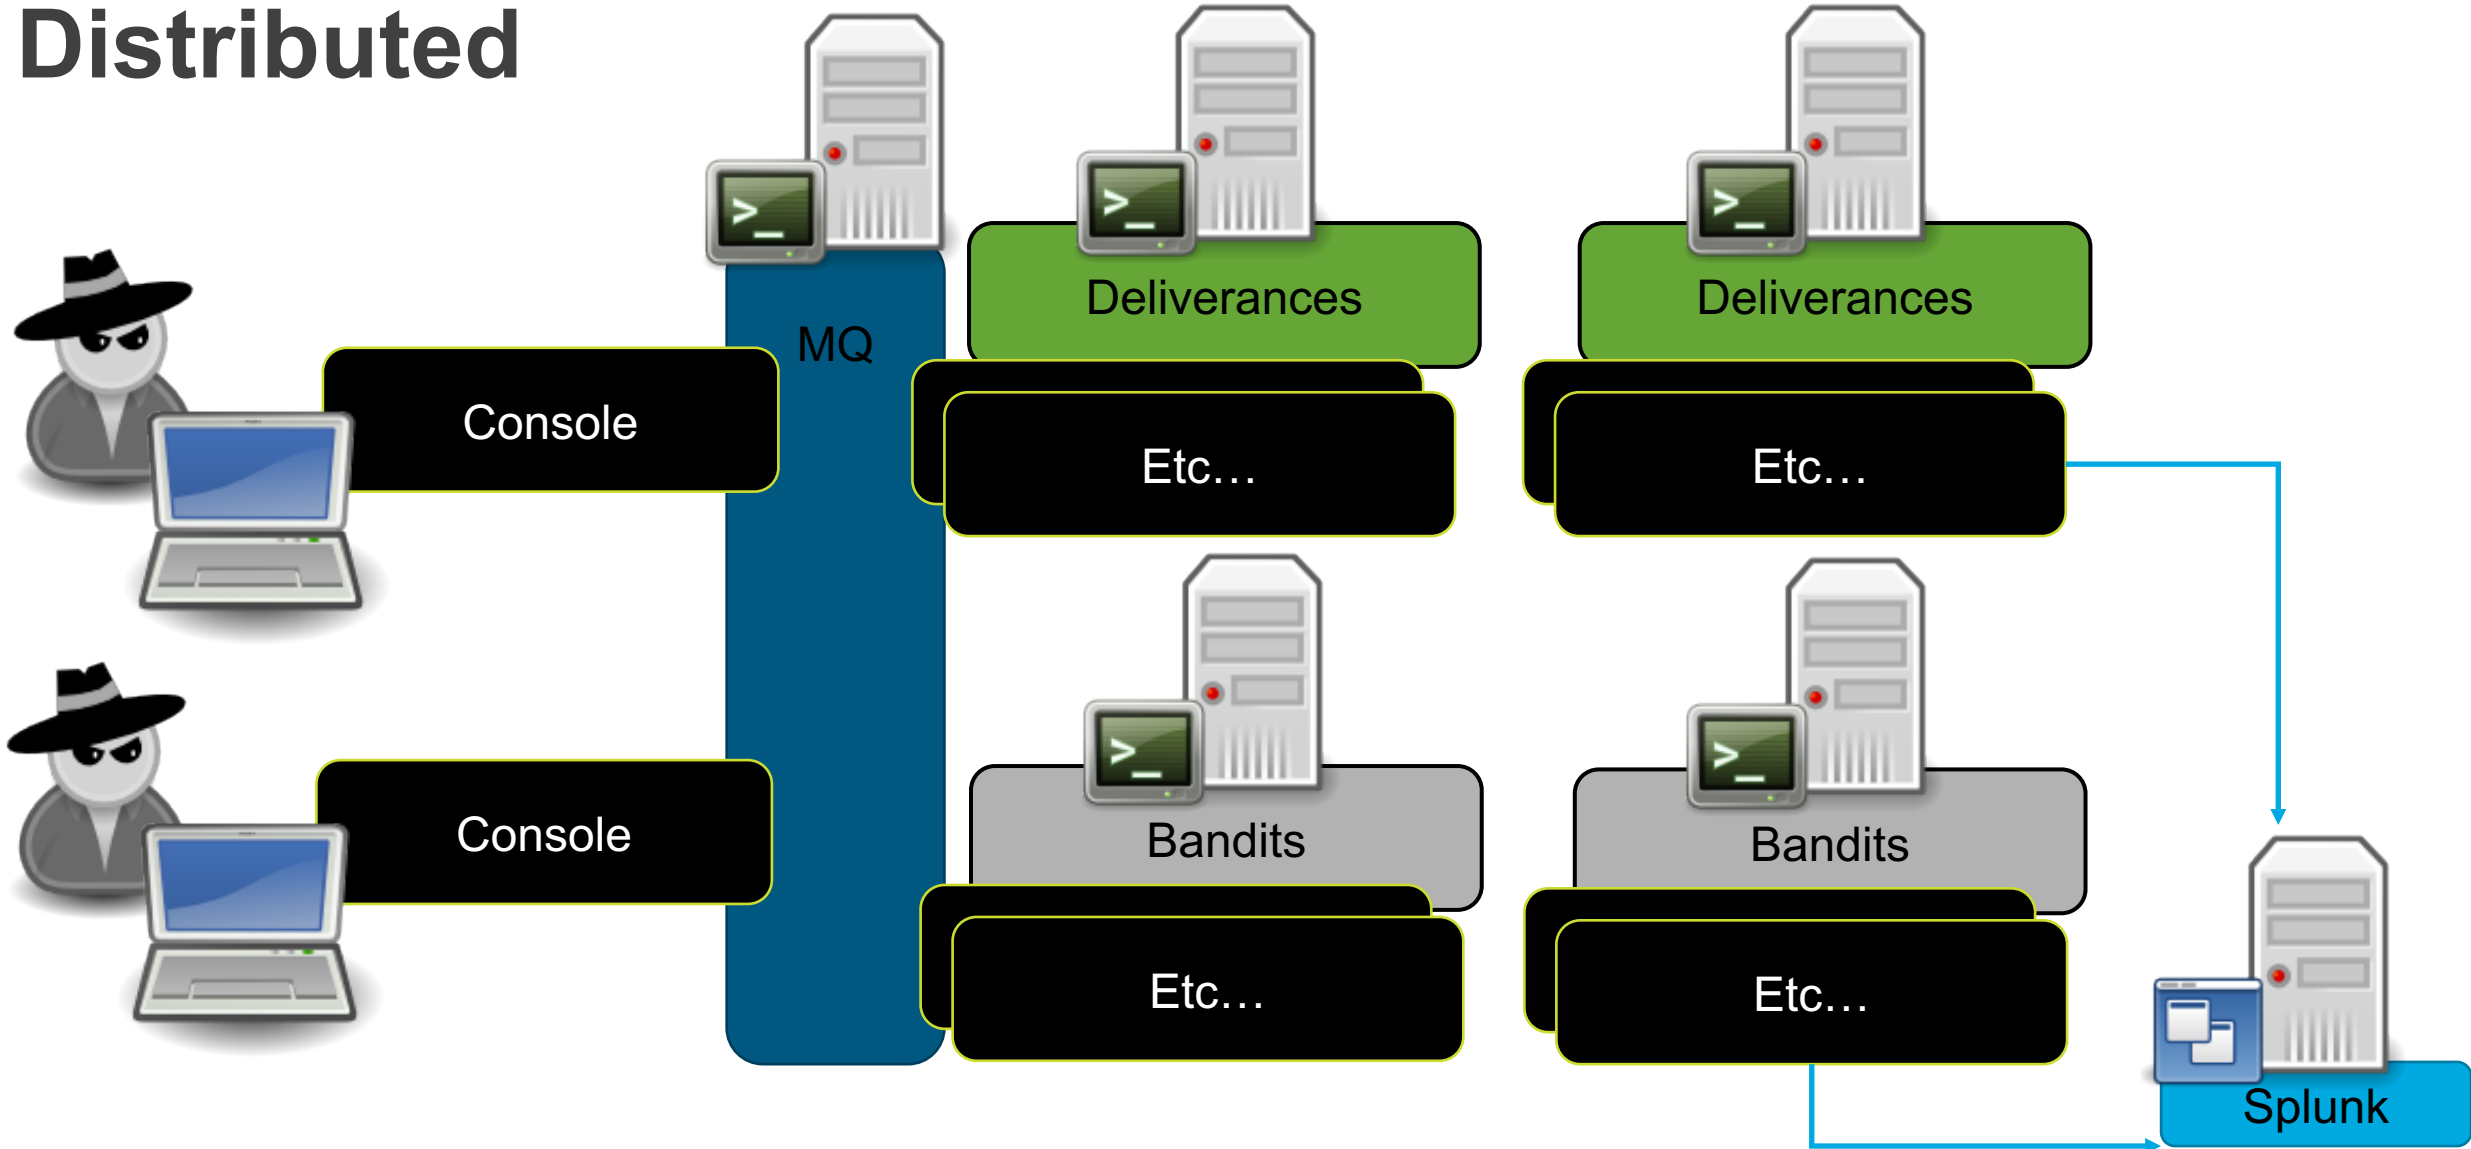 Distributed
MQ
Deliverances
Deliverances
Console
Etc…
Etc…
Console
Bandits
Bandits
Etc…
Etc…
Splunk